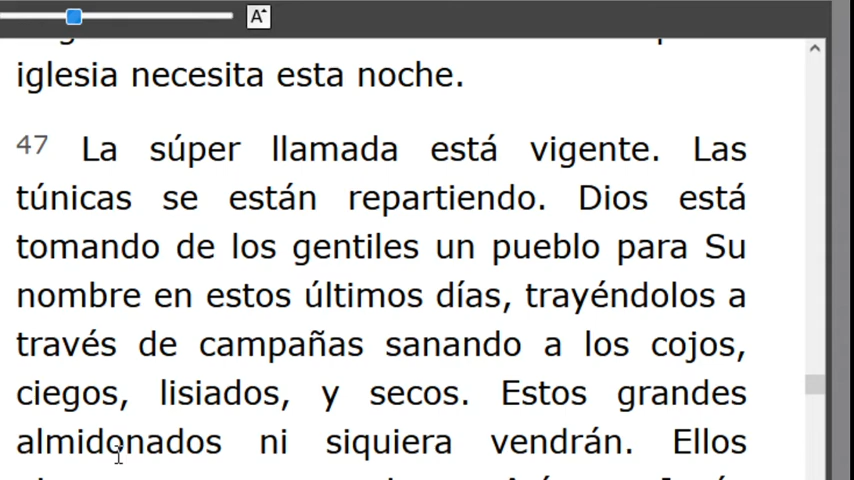 A
iglesia necesita esta noche.
47 La súper llamada está vigente. Las
túnicas se están repartiendo. Dios está
tomando de los gentiles un pueblo para Su
nombre en estos últimos días, trayéndolos a
través de campañas sanando a los cojos,
ciegos, lisiados, y secos. Estos grandes
almidonados ni siquiera vendrán. Ellos